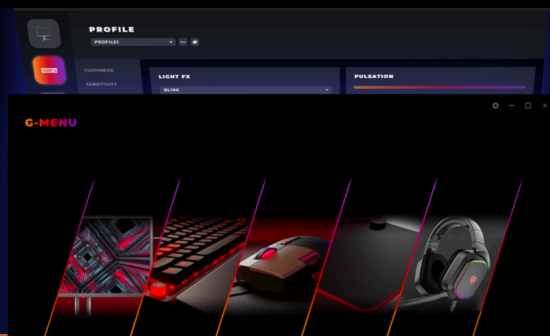 PROFILE
PROFILE1
CUSTOMIZE
SENSITIVITY
LIGHT FX
BLINK
PULSATION
G-MENU